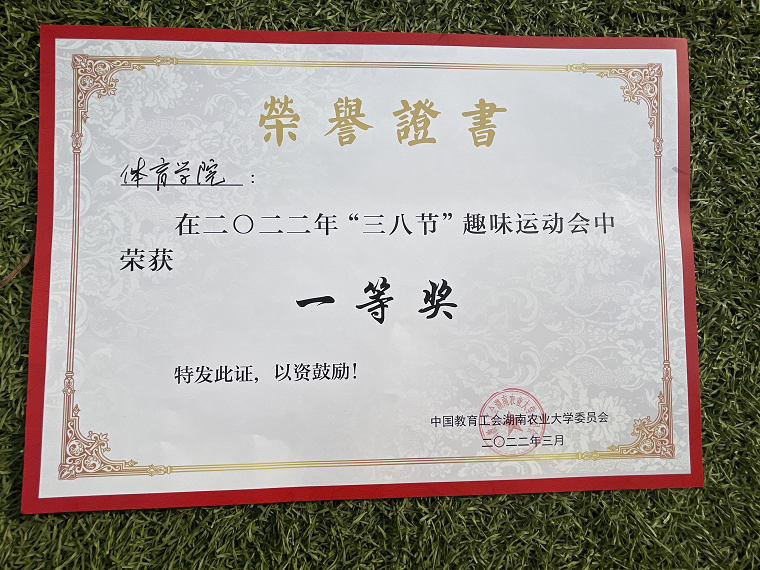 榮譽證書
体育学院：
在二〇二二年“三八节”趣味运动会中
荣获
一等奖
特发此证，以资鼓励！
中国教育工会湖南农业大学委员会
二〇二二年三月